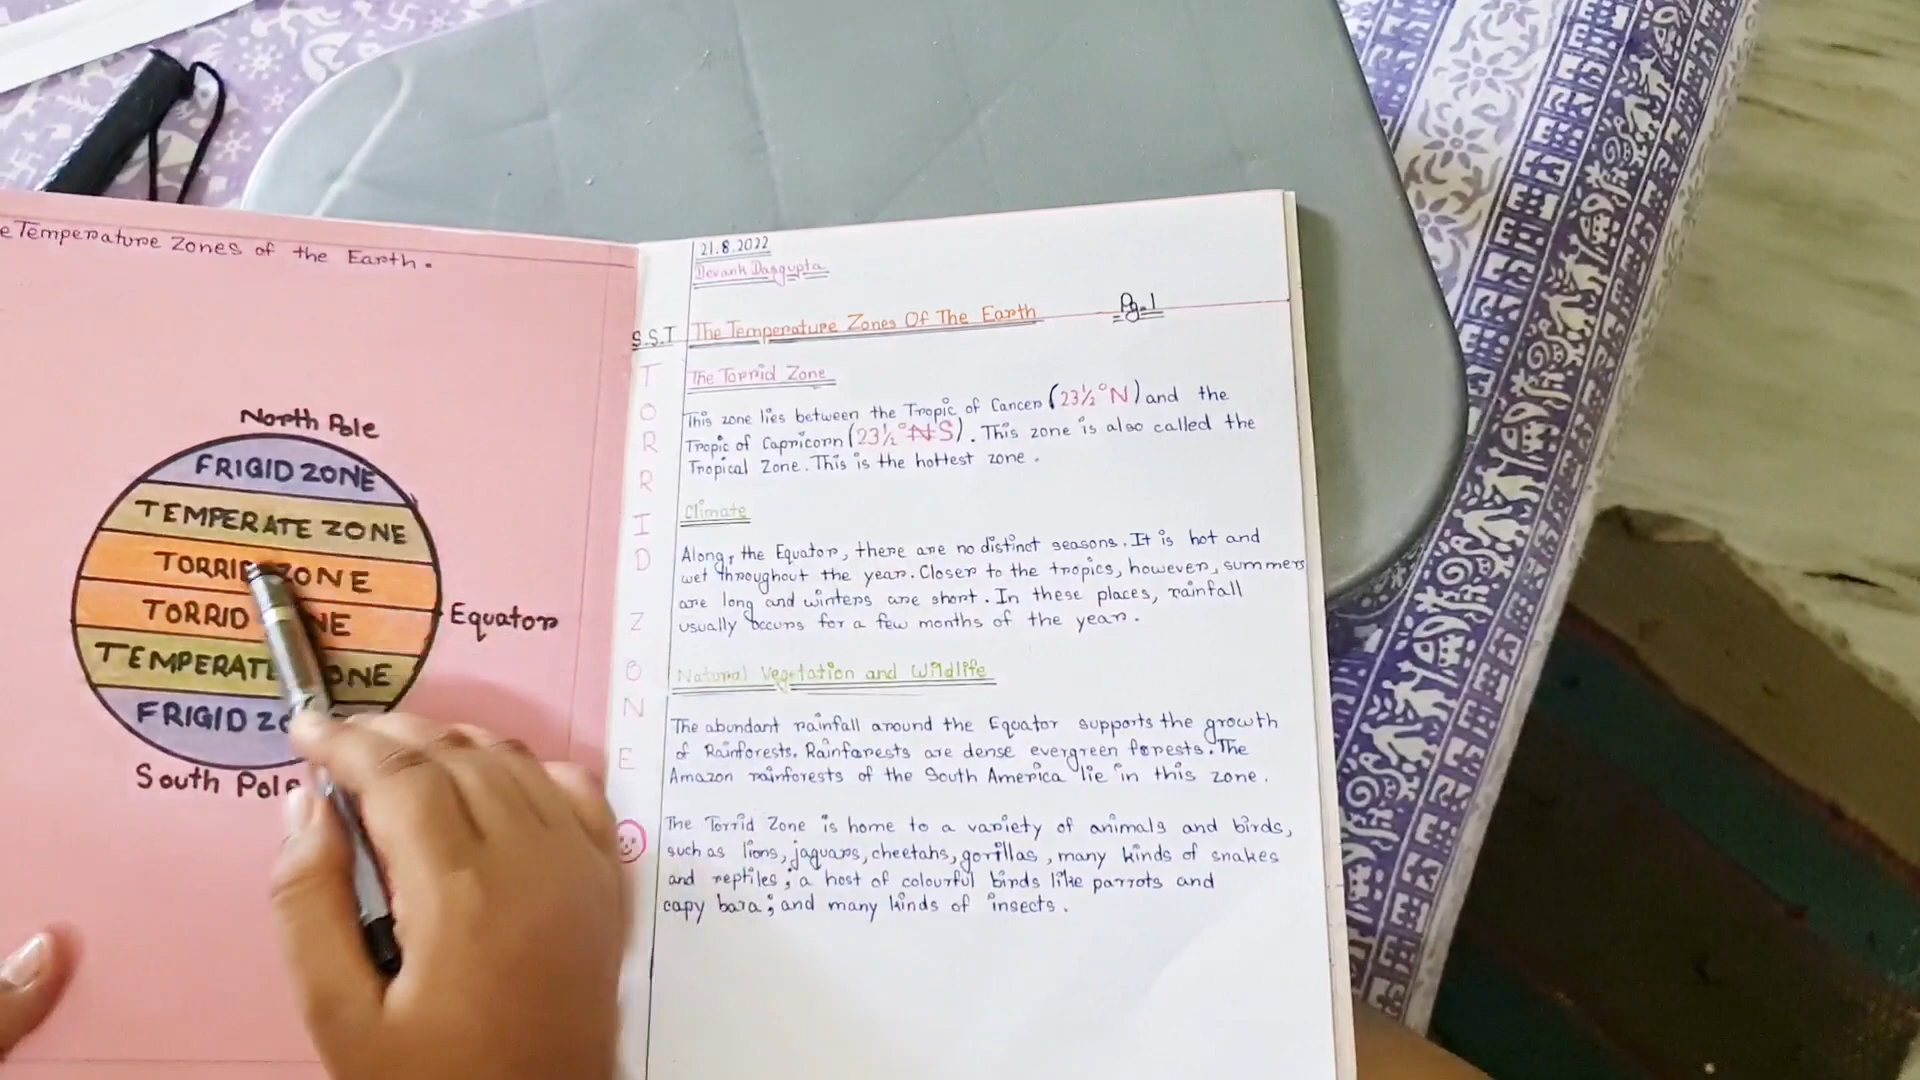 Temperature Zones of the Earth.
North Pole
FRIGID ZONE
TEMPERATE ZONE
TORRID ZONE
TORRID
Equator
TEMPERATE
FRIGID
South Pole
21.8.2022
Devank Dasgupta
Pg.1
S.S.T The Temperature Zones Of The Earth
TORRID ZONE
The Torrid Zone
This zone lies between the Tropic of Cancer (23½°N) and the
Tropic of Capricorn (23½°N S). This zone is also called the
Tropical Zone. This is the hottest zone.
Climate
Along, the Equator, there are no distinct seasons. It is hot and
wet throughout the year. Closer to the tropics, however, summers
are long and winters are short. In these places, rainfall
usually occurs for a few months of the year.
Natural Vegetation and Wildlife
The abundant rainfall around the Equator supports the growth
of Rainforests. Rainforests are dense evergreen forests. The
Amazon rainforests of the South America lie in this zone.
The Torrid Zone is home to a variety of animals and birds,
such as lions, jaguars, cheetahs, gorillas, many kinds of snakes
and reptiles; a host of colourful birds like parrots and
capy bara; and many kinds of insects.